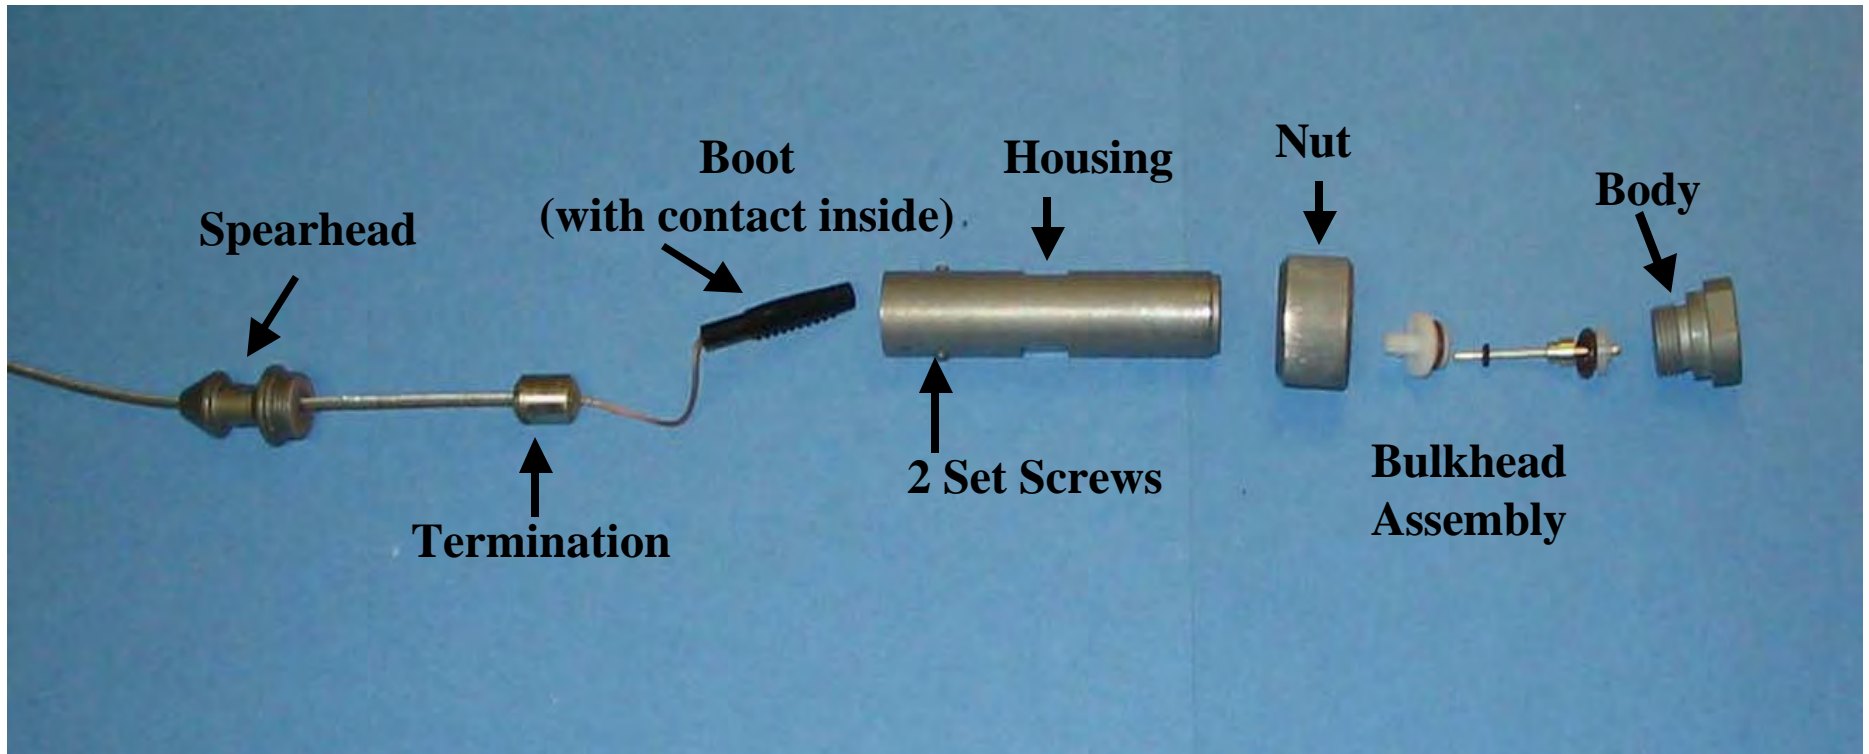 Spearhead
Boot
(with contact inside)
Housing
Nut
Body
Termination
2 Set Screws
Bulkhead
Assembly